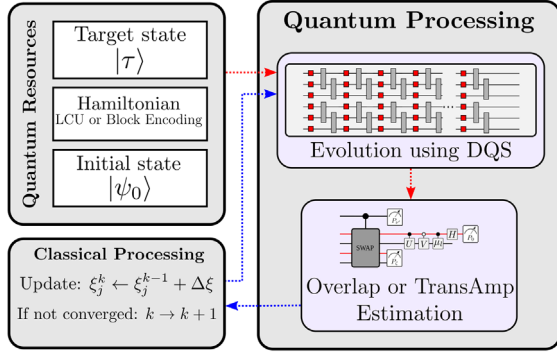 Quantum Resources
Target state
|τ⟩
Hamiltonian
LCU or Block Encoding
Initial state
|ψ₀⟩
Classical Processing
Update: ξⱼᵏ ← ξⱼᵏ⁻¹ + Δξ
If not converged: k → k + 1
Quantum Processing
...
Evolution using DQS
SWAP
U
V
H
Overlap or TransAmp
Estimation